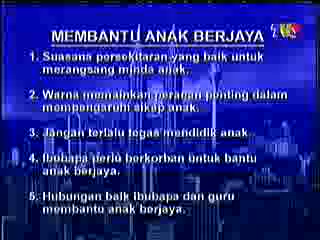 MEMBANTU ANAK BERJAYA
1. Suasana persekitaran yang baik untuk
merangsang minda anak.
2. Warna memainkan peranan penting dalam
mempengaruhi sikap anak.
3. Jangan terlalu tegas mendidik anak
4. Ibubapa perlu berkorban untuk bantu
anak berjaya.
5. Hubungan baik Ibubapa dan guru
membantu anak berjaya.